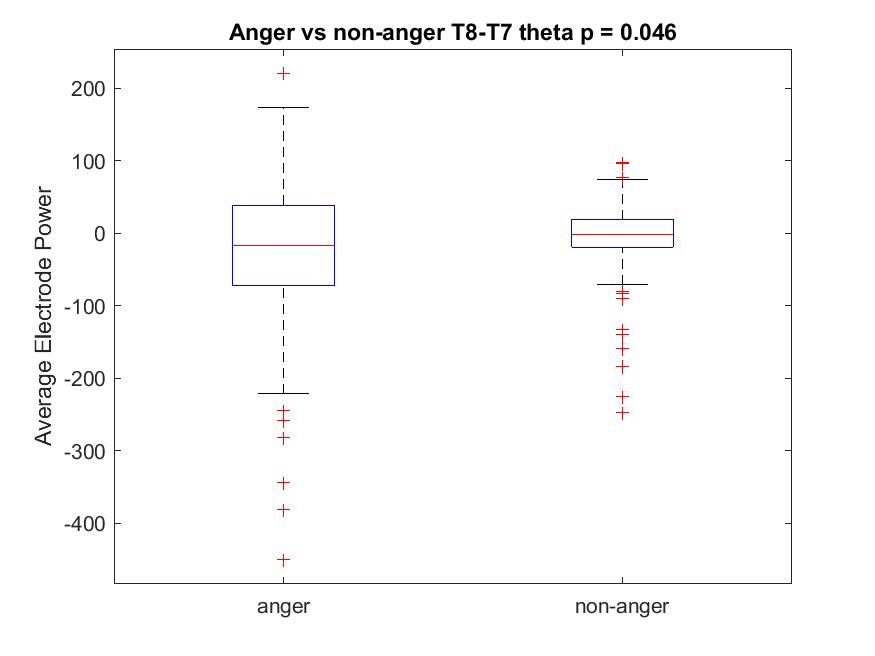 Anger vs non-anger T8-T7 theta p = 0.046
Average Electrode Power
200
100
0
-100
-200
-300
-400
anger
non-anger